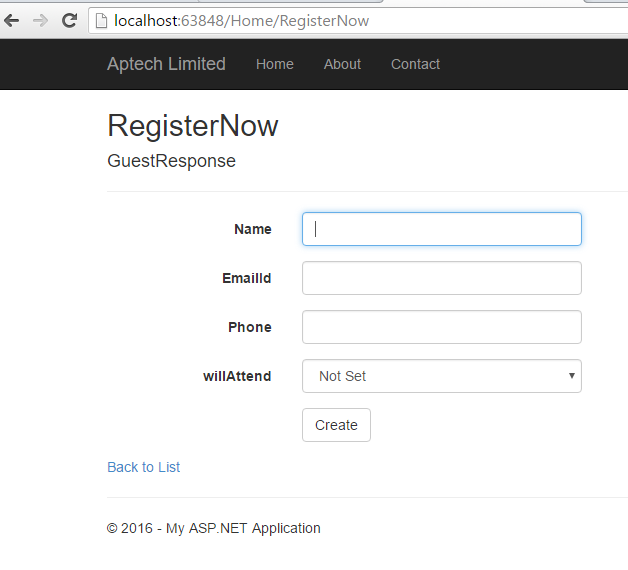 localhost:63848/Home/RegisterNow
Aptech Limited Home About Contact
RegisterNow
GuestResponse
Name
EmailId
Phone
willAttend Not Set
Create
Back to List
© 2016 - My ASP.NET Application